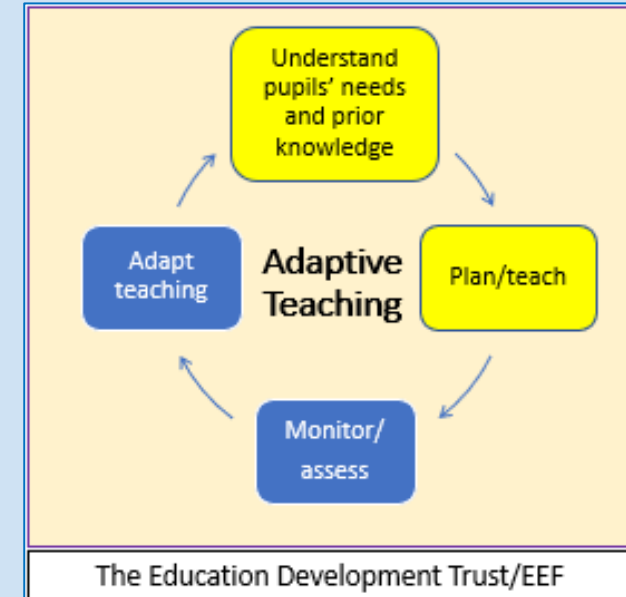 Understand
pupils' needs
and prior
knowledge
Adapt
teaching
Adaptive
Teaching
Plan/teach
Monitor/
assess
The Education Development Trust/EEF